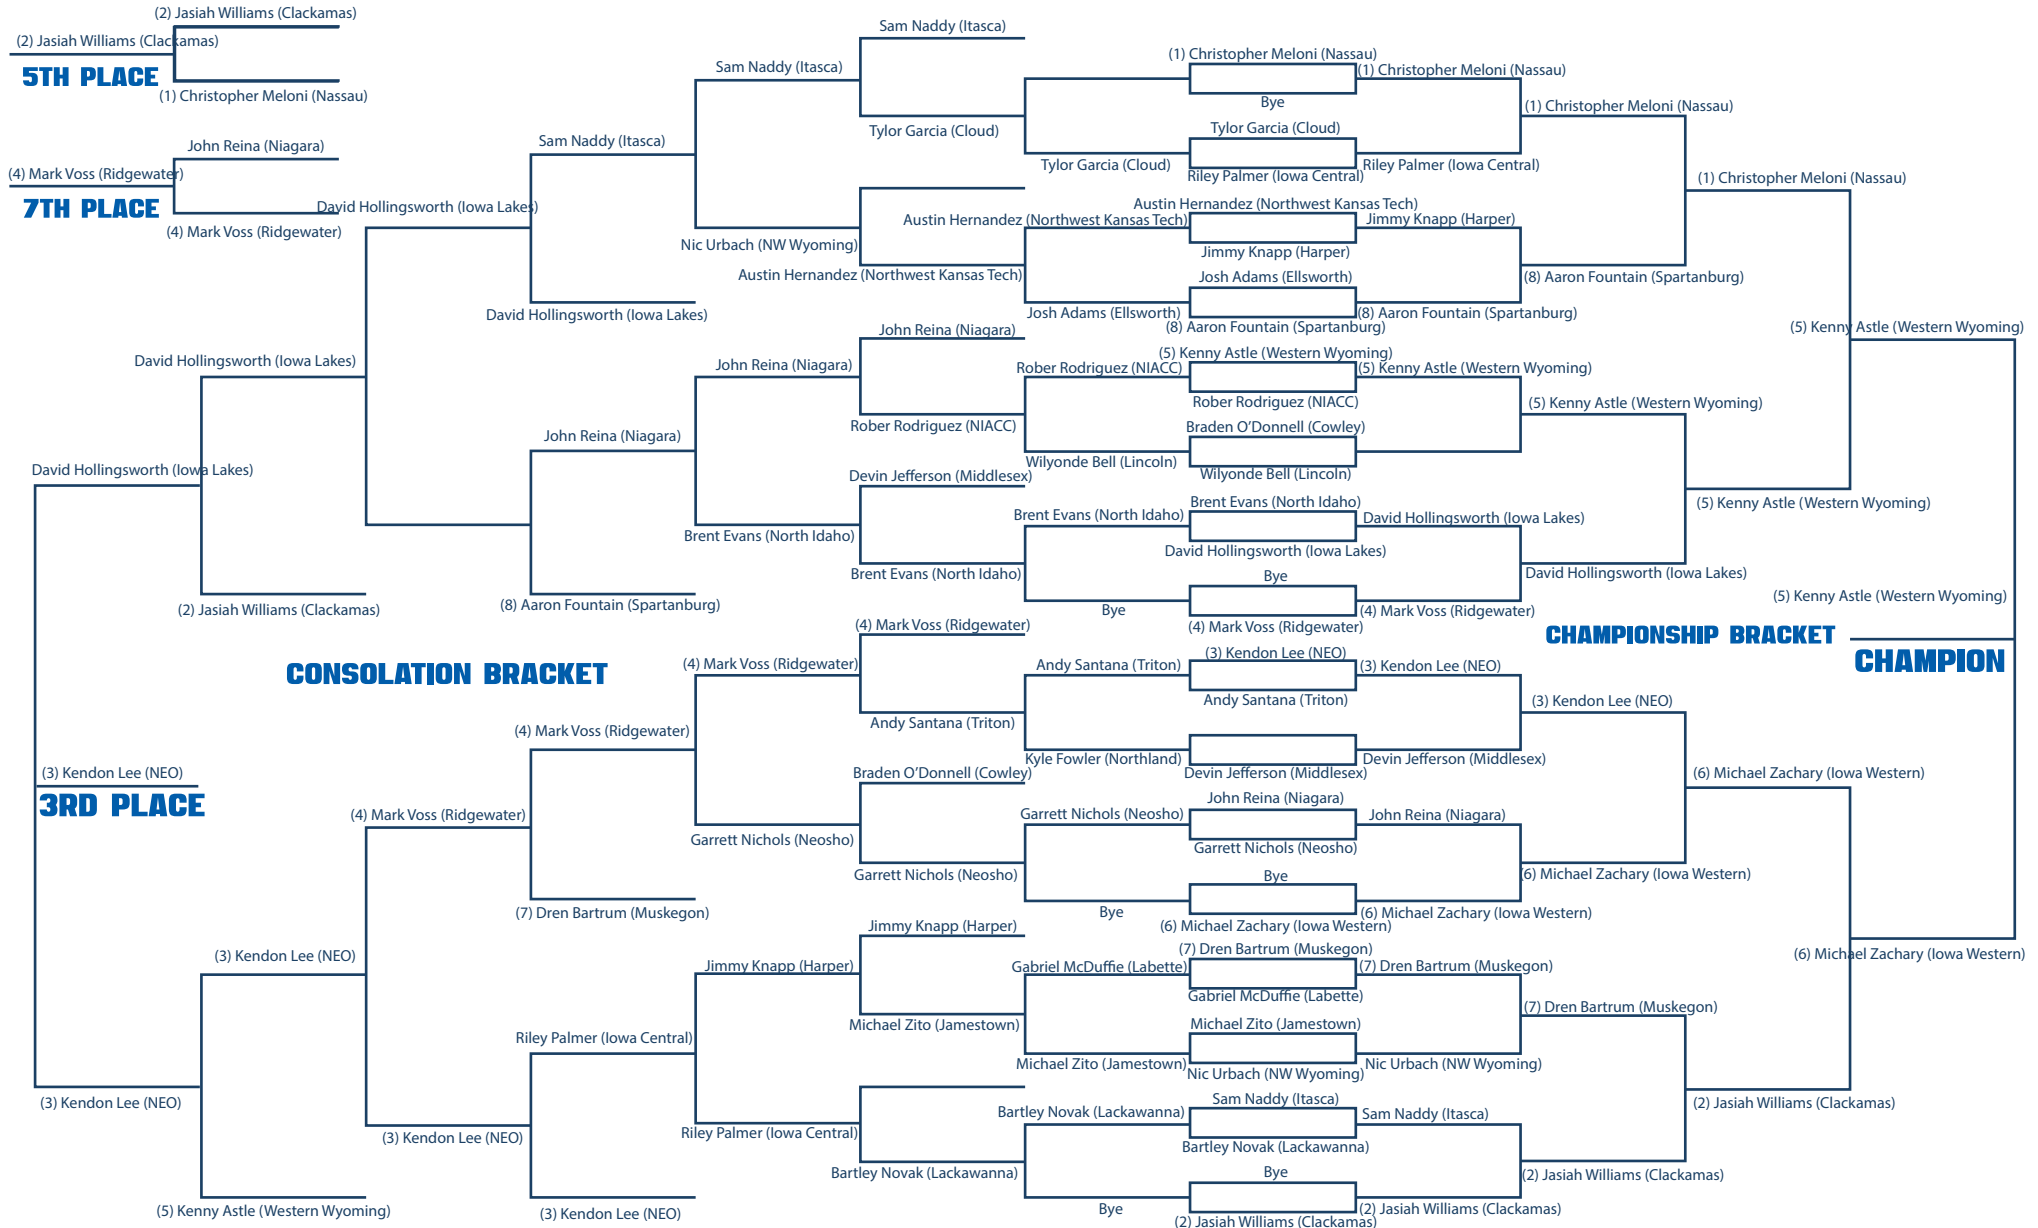 (2) Jasiah Williams (Clackamas)
(2) Jasiah Williams (Clackamas)
5TH PLACE
(1) Christopher Meloni (Nassau)
John Reina (Niagara)
(4) Mark Voss (Ridgewater)
7TH PLACE
(4) Mark Voss (Ridgewater)
David Hollingsworth (Iowa Lakes)
David Hollingsworth (Iowa Lakes)
David Hollingsworth (Iowa Lakes)
(2) Jasiah Williams (Clackamas)
CONSOLATION BRACKET
(3) Kendon Lee (NEO)
3RD PLACE
(3) Kendon Lee (NEO)
(3) Kendon Lee (NEO)
(5) Kenny Astle (Western Wyoming)
(4) Mark Voss (Ridgewater)
(3) Kendon Lee (NEO)
Sam Naddy (Itasca)
David Hollingsworth (Iowa Lakes)
John Reina (Niagara)
(8) Aaron Fountain (Spartanburg)
(4) Mark Voss (Ridgewater)
(7) Dren Bartrum (Muskegon)
Riley Palmer (Iowa Central)
(3) Kendon Lee (NEO)
Sam Naddy (Itasca)
Nic Urbach (NW Wyoming)
John Reina (Niagara)
Brent Evans (North Idaho)
(4) Mark Voss (Ridgewater)
Garrett Nichols (Neosho)
Jimmy Knapp (Harper)
Riley Palmer (Iowa Central)
Sam Naddy (Itasca)
Tylor Garcia (Cloud)
Austin Hernandez (Northwest Kansas Tech)
John Reina (Niagara)
Rober Rodriguez (NIACC)
Devin Jefferson (Middlesex)
Brent Evans (North Idaho)
(4) Mark Voss (Ridgewater)
Andy Santana (Triton)
Braden O’Donnell (Cowley)
Garrett Nichols (Neosho)
Jimmy Knapp (Harper)
Michael Zito (Jamestown)
Bartley Novak (Lackawanna)
Tylor Garcia (Cloud)
Austin Hernandez (Northwest Kansas Tech)
Josh Adams (Ellsworth)
Rober Rodriguez (NIACC)
Wilyonde Bell (Lincoln)
Brent Evans (North Idaho)
Bye
Andy Santana (Triton)
Kyle Fowler (Northland)
Garrett Nichols (Neosho)
Bye
Gabriel McDuffie (Labette)
Michael Zito (Jamestown)
Bartley Novak (Lackawanna)
Bye
(1) Christopher Meloni (Nassau)
Bye
Tylor Garcia (Cloud)
Riley Palmer (Iowa Central)
Austin Hernandez (Northwest Kansas Tech)
Jimmy Knapp (Harper)
Josh Adams (Ellsworth)
(8) Aaron Fountain (Spartanburg)
(5) Kenny Astle (Western Wyoming)
Rober Rodriguez (NIACC)
Braden O’Donnell (Cowley)
Wilyonde Bell (Lincoln)
Brent Evans (North Idaho)
David Hollingsworth (Iowa Lakes)
Bye
(4) Mark Voss (Ridgewater)
(3) Kendon Lee (NEO)
Andy Santana (Triton)
Devin Jefferson (Middlesex)
John Reina (Niagara)
Garrett Nichols (Neosho)
Bye
(6) Michael Zachary (Iowa Western)
(7) Dren Bartrum (Muskegon)
Gabriel McDuffie (Labette)
Michael Zito (Jamestown)
Nic Urbach (NW Wyoming)
Sam Naddy (Itasca)
Bartley Novak (Lackawanna)
Bye
(2) Jasiah Williams (Clackamas)
(1) Christopher Meloni (Nassau)
Riley Palmer (Iowa Central)
Jimmy Knapp (Harper)
(8) Aaron Fountain (Spartanburg)
(5) Kenny Astle (Western Wyoming)
David Hollingsworth (Iowa Lakes)
(4) Mark Voss (Ridgewater)
(3) Kendon Lee (NEO)
Devin Jefferson (Middlesex)
John Reina (Niagara)
(6) Michael Zachary (Iowa Western)
(7) Dren Bartrum (Muskegon)
Nic Urbach (NW Wyoming)
Sam Naddy (Itasca)
(2) Jasiah Williams (Clackamas)
(1) Christopher Meloni (Nassau)
(8) Aaron Fountain (Spartanburg)
(5) Kenny Astle (Western Wyoming)
David Hollingsworth (Iowa Lakes)
(3) Kendon Lee (NEO)
(6) Michael Zachary (Iowa Western)
(7) Dren Bartrum (Muskegon)
(2) Jasiah Williams (Clackamas)
(1) Christopher Meloni (Nassau)
(5) Kenny Astle (Western Wyoming)
(6) Michael Zachary (Iowa Western)
(2) Jasiah Williams (Clackamas)
(5) Kenny Astle (Western Wyoming)
(6) Michael Zachary (Iowa Western)
(5) Kenny Astle (Western Wyoming)
CHAMPIONSHIP BRACKET
CHAMPION